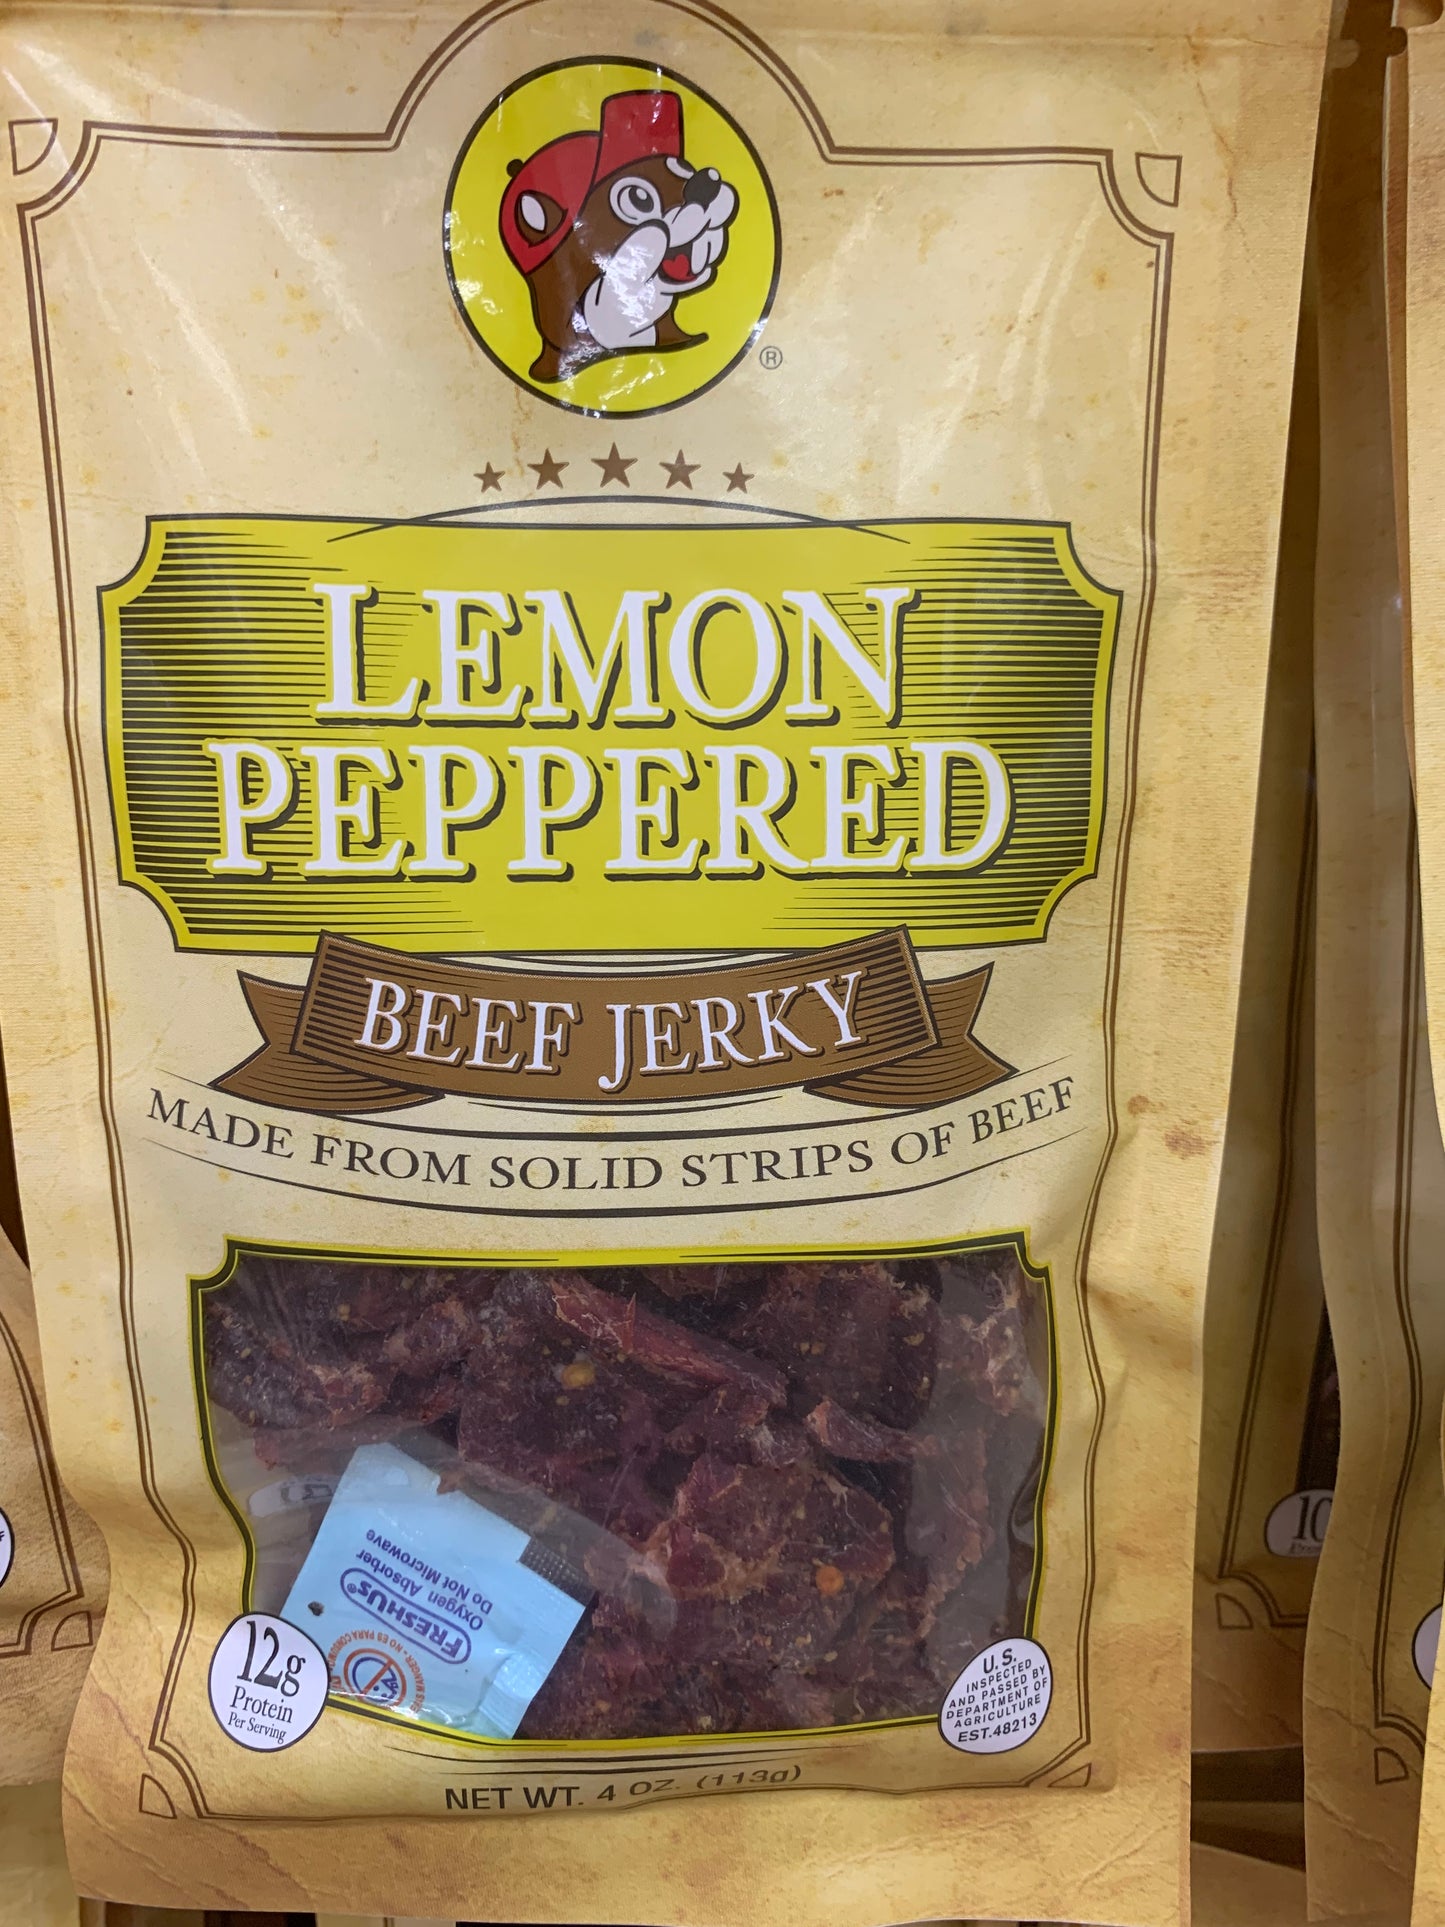 ®
LEMON
PEPPERED
BEEF JERKY
MADE FROM SOLID STRIPS OF BEEF
Do Not Microwave
Oxygen Absorber
FRESHUS®
12g
Protein
Per Serving
U.S.
INSPECTED
AND PASSED BY
DEPARTMENT OF
AGRICULTURE
EST.48213
NET WT. 4 OZ. (113g)
10